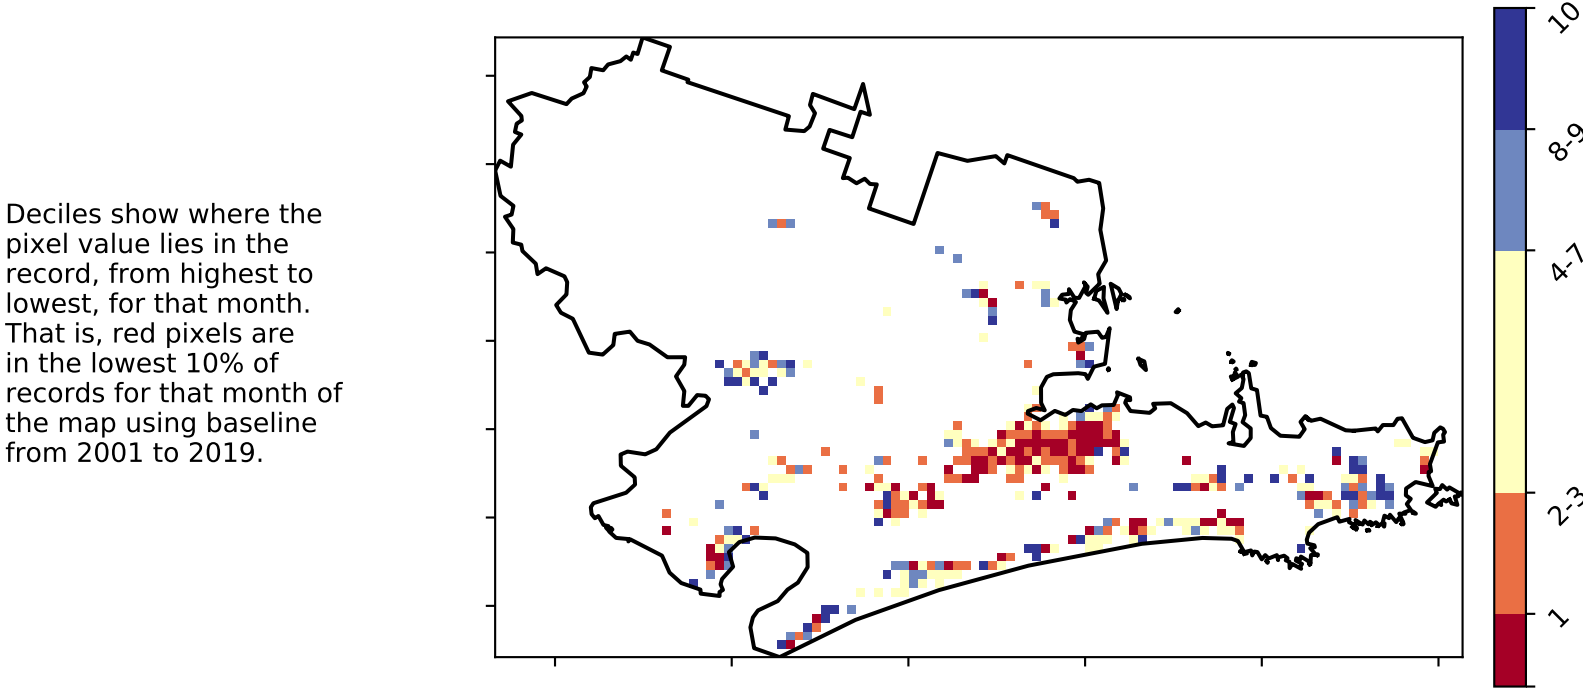 Deciles show where the
pixel value lies in the
record, from highest to
lowest, for that month.
That is, red pixels are
in the lowest 10% of
records for that month of
the map using baseline
from 2001 to 2019.
10
8-9
4-7
2-3
1